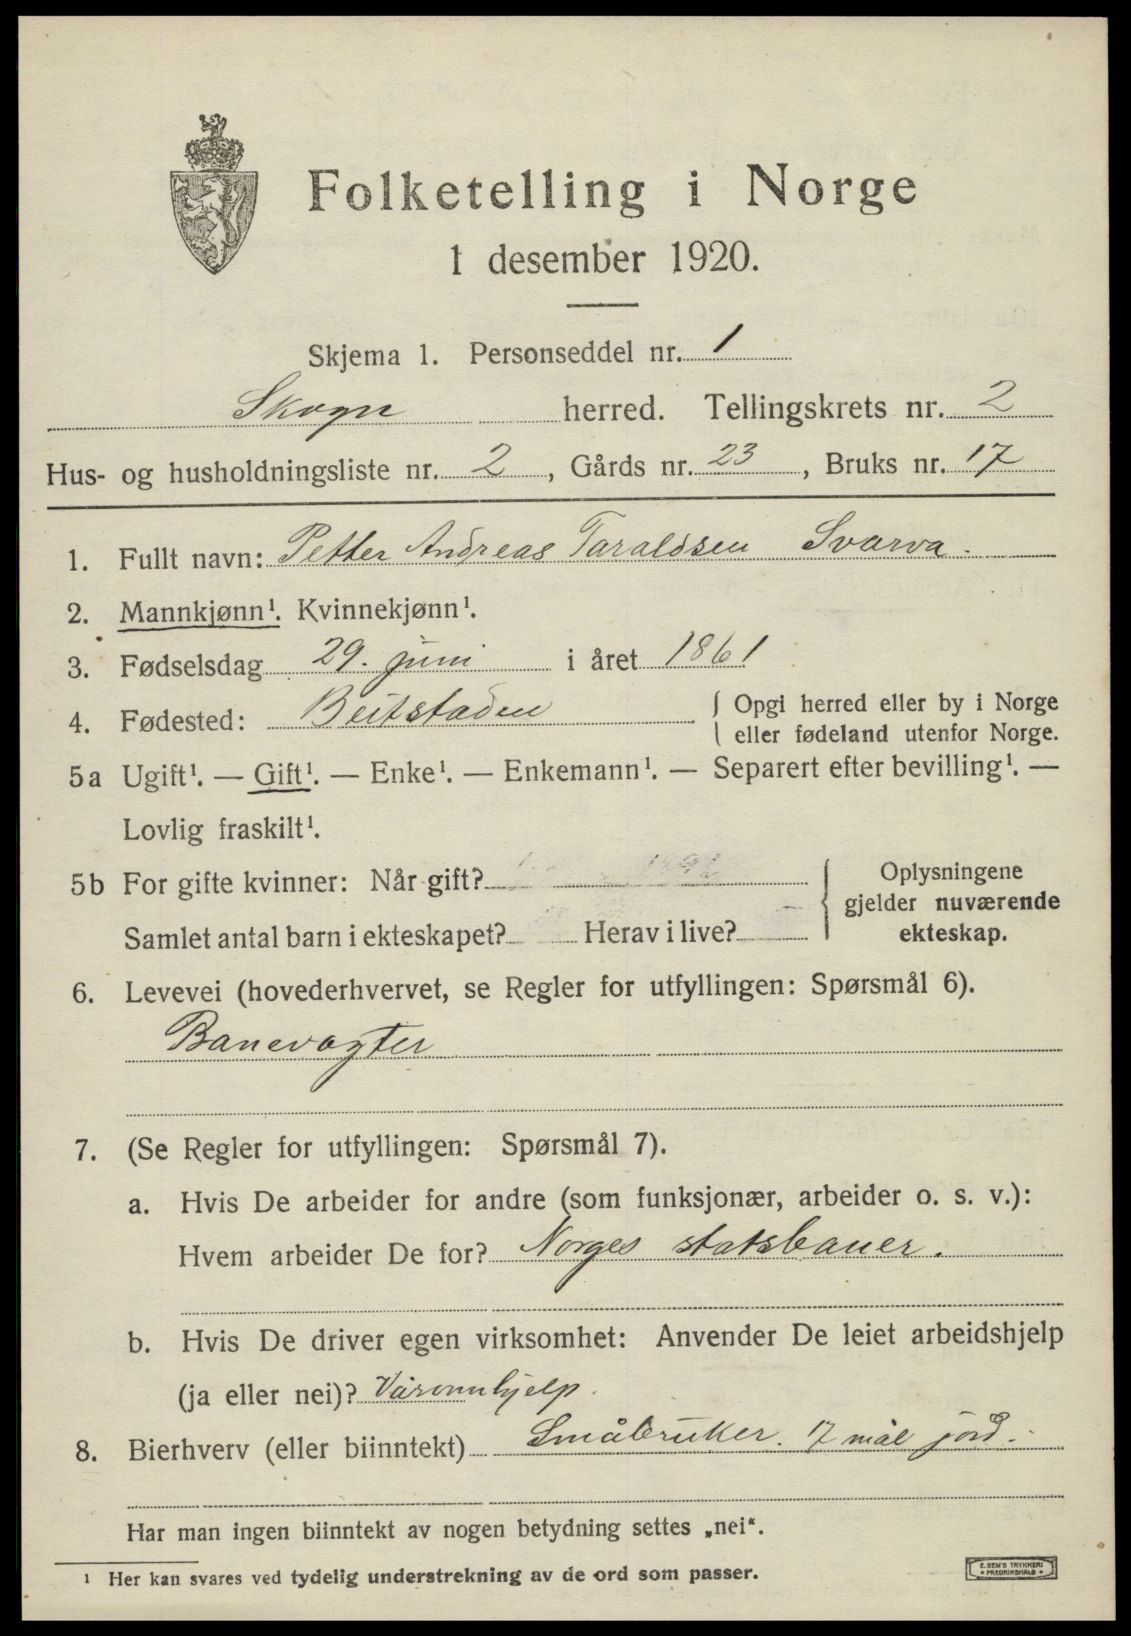 Folketelling i Norge
1 desember 1920.
Skjema 1. Personseddel nr. 1
Skogn herred. Tellingskrets nr. 2
Hus- og husholdningsliste nr. 2, Gårds nr. 23, Bruks nr. 17
1. Fullt navn: Petter Andreas Taraldsen Svarva.
2. Mannkjønn¹. Kvinnekjønn¹.
3. Fødselsdag 29. juni i året 1861
4. Fødested: Beitstaden { Opgi herred eller by i Norge
eller fødeland utenfor Norge.
5a Ugift¹. — Gift¹. — Enke¹. — Enkemann¹. — Separert efter bevilling¹. —
Lovlig fraskilt¹.
5b For gifte kvinner: Når gift? 1892
Samlet antal barn i ekteskapet? Herav i live?
{ Oplysningene
gjelder nuværende
ekteskap.
6. Levevei (hovederhvervet, se Regler for utfyllingen: Spørsmål 6).
Banevogter
7. (Se Regler for utfyllingen: Spørsmål 7).
a. Hvis De arbeider for andre (som funksjonær, arbeider o. s. v.):
Hvem arbeider De for? Norges statsbaner.
b. Hvis De driver egen virksomhet: Anvender De leiet arbeidshjelp
(ja eller nei)? Våronnhjelp.
8. Bierhverv (eller biinntekt) Småbruker. 17 mål jord.
Har man ingen biinntekt av nogen betydning settes „nei“.
¹ Her kan svares ved tydelig understrekning av de ord som passer.
E. SEM'S TRYKKERI
• FREDRIKSHALD •